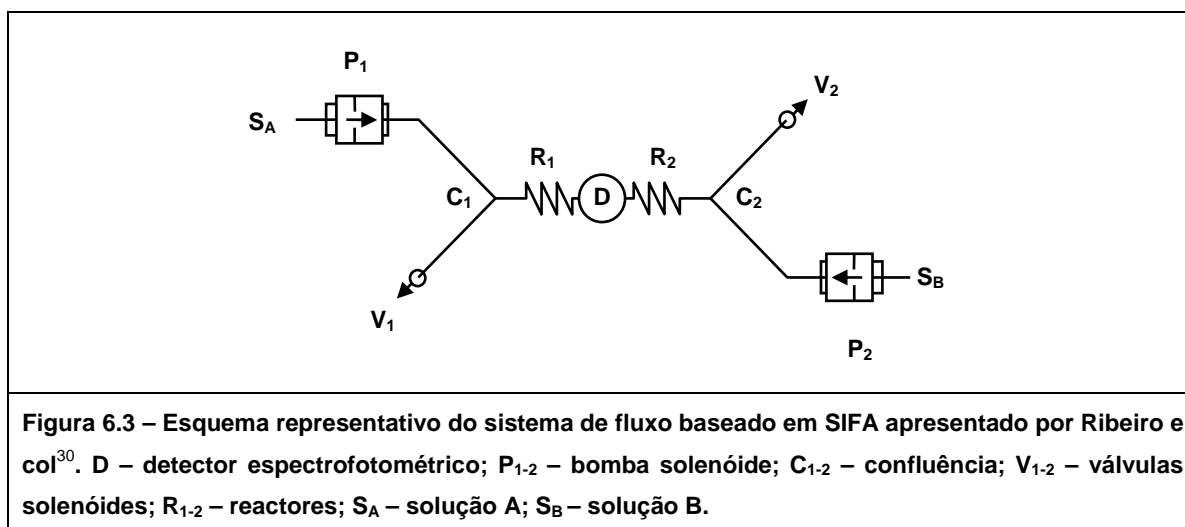 P1
V2
SA
R1 R2
C1 D C2
SB
V1
P2
Figura 6.3 – Esquema representativo do sistema de fluxo baseado em SIFA apresentado por Ribeiro e
col30. D – detector espectrofotométrico; P1-2 – bomba solenóide; C1-2 – confluência; V1-2 – válvulas
solenóides; R1-2 – reactores; SA – solução A; SB – solução B.